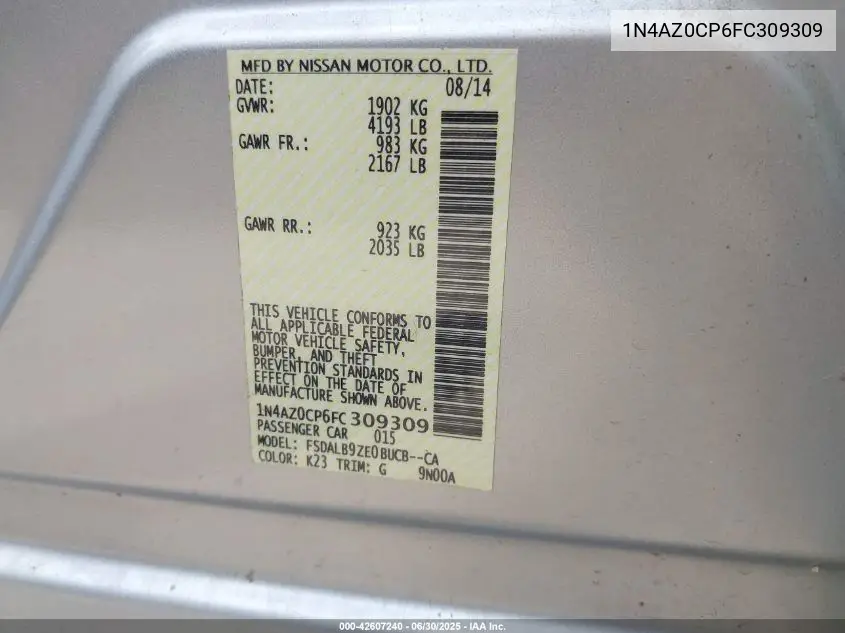 1N4AZ0CP6FC309309
MFD BY NISSAN MOTOR CO., LTD.
DATE: 08/14
GVWR: 1902 KG
4193 LB
GAWR FR.: 983 KG
2167 LB
GAWR RR.: 923 KG
2035 LB
THIS VEHICLE CONFORMS TO
ALL APPLICABLE FEDERAL
MOTOR VEHICLE SAFETY,
BUMPER, AND THEFT
PREVENTION STANDARDS IN
EFFECT ON THE DATE OF
MANUFACTURE SHOWN ABOVE.
1N4AZ0CP6FC309309
PASSENGER CAR 015
MODEL: FSDALB9ZE0BUCB--CA
COLOR: K23 TRIM: G 9N00A
000-42607240 - 06/30/2025 - IAA Inc.